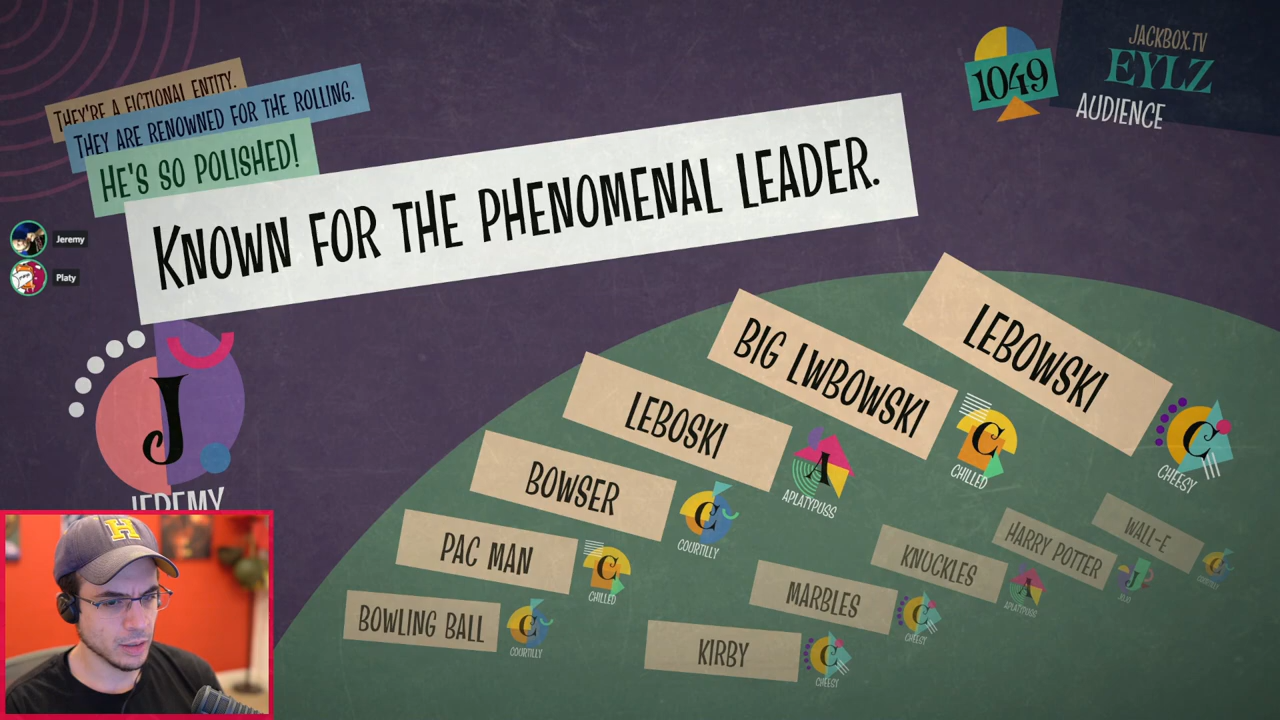 THEY'RE A FICTIONAL ENTITY.
THEY ARE RENOWNED FOR THE ROLLING.
HE'S SO POLISHED!
KNOWN FOR THE PHENOMENAL LEADER.
1049
JACKBOX.TV
EYLZ
AUDIENCE
Jeremy
Platy
J
JEREMY
H
LEBOWSKI
C
CHEESY
BIG LWBOWSKI
C
CHILLED
LEBOSKI
A
APLATYPUSS
BOWSER
C
COURTILLY
PAC MAN
C
CHILLED
BOWLING BALL
C
COURTILLY
WALL-E
C
COURTILLY
HARRY POTTER
J
KNUCKLES
A
APLATYPUSS
MARBLES
C
CHEESY
KIRBY
C
CHEESY